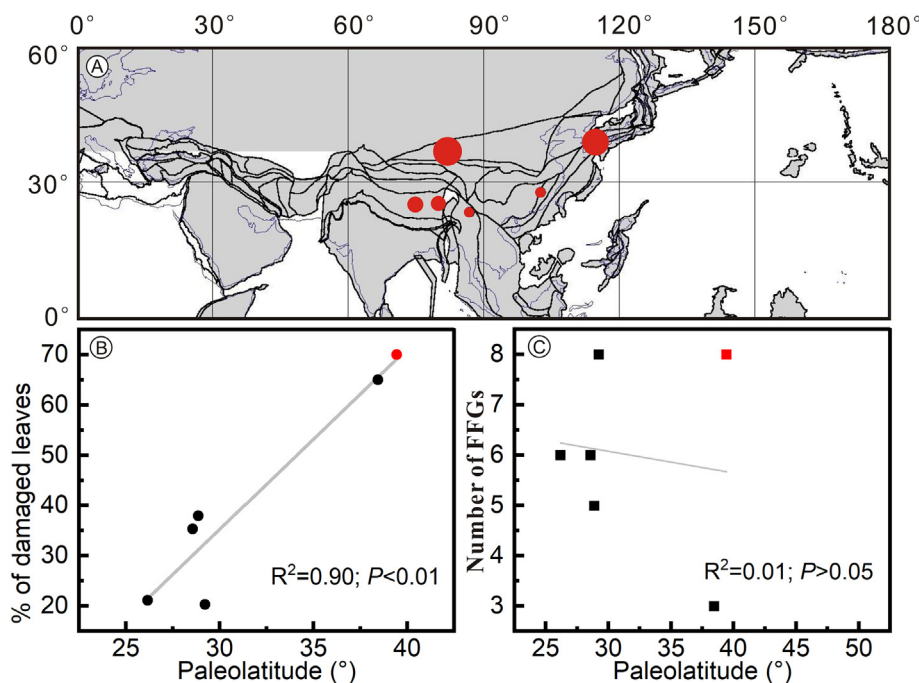 0° 30° 60° 90° 120° 150° 180°
60°
A
30°
0°
B
70
60
50
40
30
20
% of damaged leaves
R²=0.90; P<0.01
25 30 35 40
Paleolatitude (°)
C
8
7
6
5
4
3
Number of FFGs
R²=0.01; P>0.05
25 30 35 40 45 50
Paleolatitude (°)